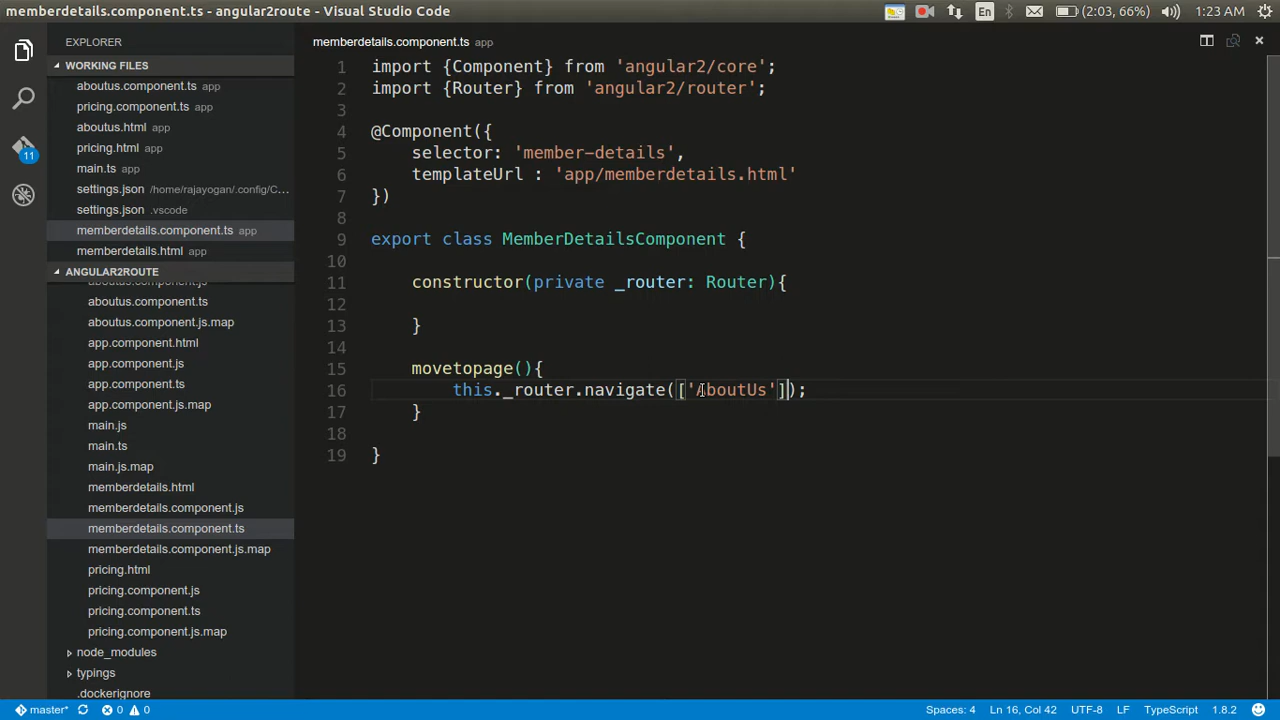 memberdetails.component.ts - angular2route - Visual Studio Code
En
(2:03, 66%)
1:23 AM
EXPLORER
WORKING FILES
aboutus.component.ts app
pricing.component.ts app
aboutus.html app
pricing.html app
main.ts app
settings.json /home/rajayogan/.config/C...
settings.json .vscode
memberdetails.component.ts app
memberdetails.html app
ANGULAR2ROUTE
aboutus.component.js
aboutus.component.ts
aboutus.component.js.map
app.component.html
app.component.js
app.component.ts
app.component.js.map
main.js
main.ts
main.js.map
memberdetails.html
memberdetails.component.js
memberdetails.component.ts
memberdetails.component.js.map
pricing.html
pricing.component.js
pricing.component.ts
pricing.component.js.map
node_modules
typings
.dockerignore
11
memberdetails.component.ts app
1 import {Component} from 'angular2/core';
2 import {Router} from 'angular2/router';
3
4 @Component({
5 selector: 'member-details',
6 templateUrl : 'app/memberdetails.html'
7 })
8
9 export class MemberDetailsComponent {
10
11 constructor(private _router: Router){
12
13 }
14
15 movetopage(){
16 this._router.navigate(['AboutUs']);
17 }
18
19 }
master* 0 0
Spaces: 4 Ln 16, Col 42 UTF-8 LF TypeScript 1.8.2